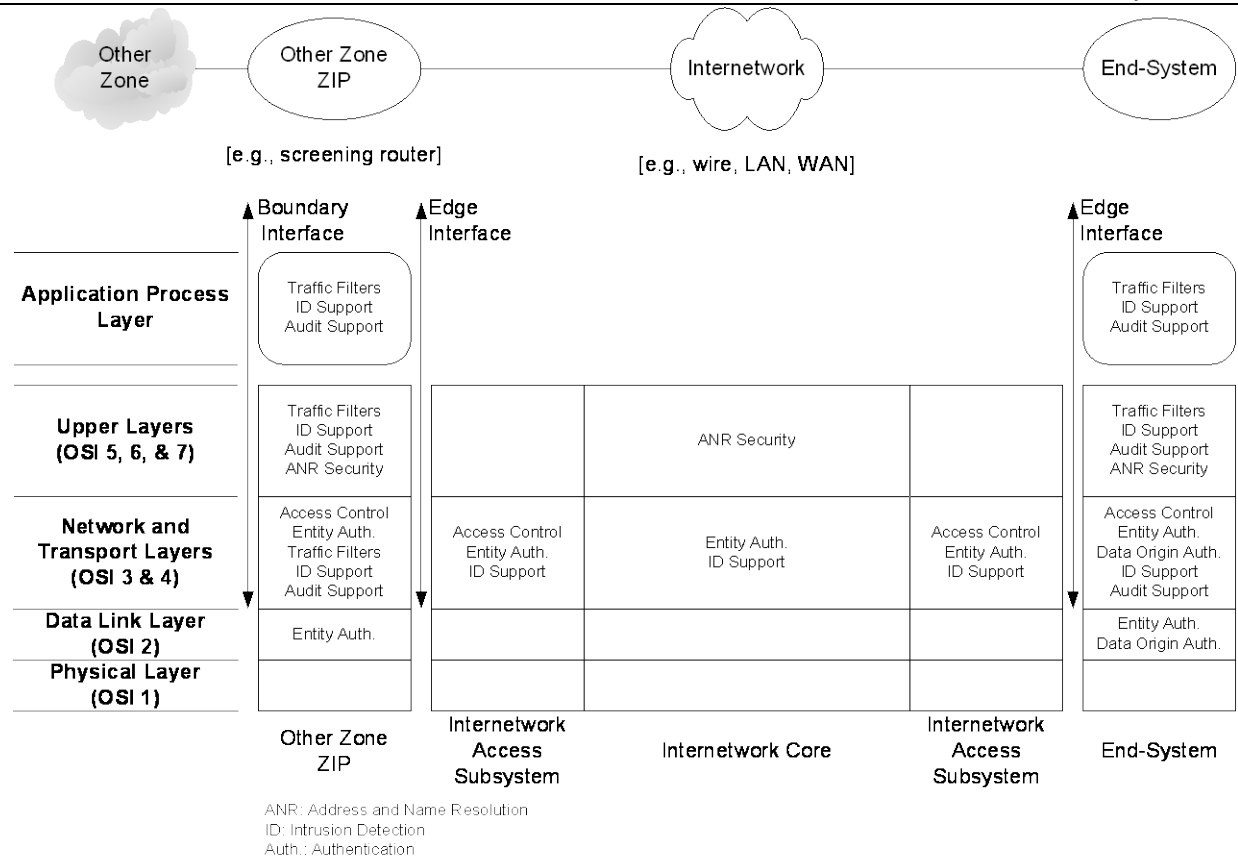 Other
Zone
Other Zone
ZIP
Internetwork
End-System
[e.g., screening router]
[e.g., wire, LAN, WAN]
Boundary
Interface
Edge
Interface
Edge
Interface
Application Process
Layer
Traffic Filters
ID Support
Audit Support
Traffic Filters
ID Support
Audit Support
Upper Layers
(OSI 5, 6, & 7)
Traffic Filters
ID Support
Audit Support
ANR Security
ANR Security
Traffic Filters
ID Support
Audit Support
ANR Security
Network and
Transport Layers
(OSI 3 & 4)
Access Control
Entity Auth.
Traffic Filters
ID Support
Audit Support
Access Control
Entity Auth.
ID Support
Entity Auth.
ID Support
Access Control
Entity Auth.
ID Support
Access Control
Entity Auth.
Data Origin Auth.
ID Support
Audit Support
Data Link Layer
(OSI 2)
Entity Auth.
Entity Auth.
Data Origin Auth.
Physical Layer
(OSI 1)
Other Zone
ZIP
Internetwork
Access
Subsystem
Internetwork Core
Internetwork
Access
Subsystem
End-System
ANR: Address and Name Resolution
ID: Intrusion Detection
Auth.: Authentication